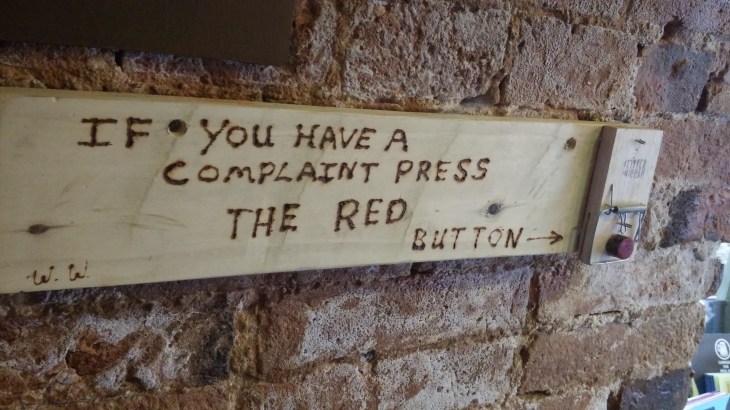 IF YOU HAVE A
COMPLAINT PRESS
THE RED
BUTTON →
W.W.